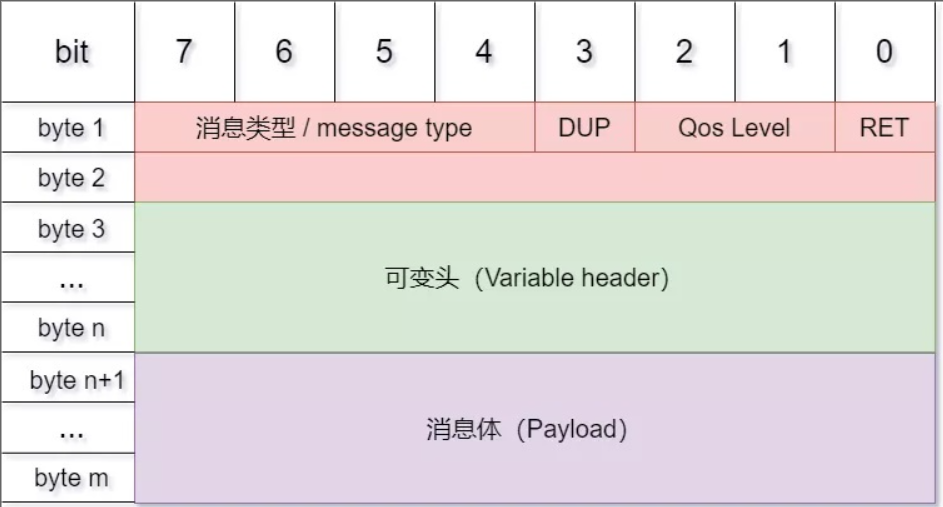 bit 7 6 5 4 3 2 1 0
byte 1 消息类型 / message type DUP Qos Level RET
byte 2
byte 3
...
可变头（Variable header）
byte n
byte n+1
...
消息体（Payload）
byte m